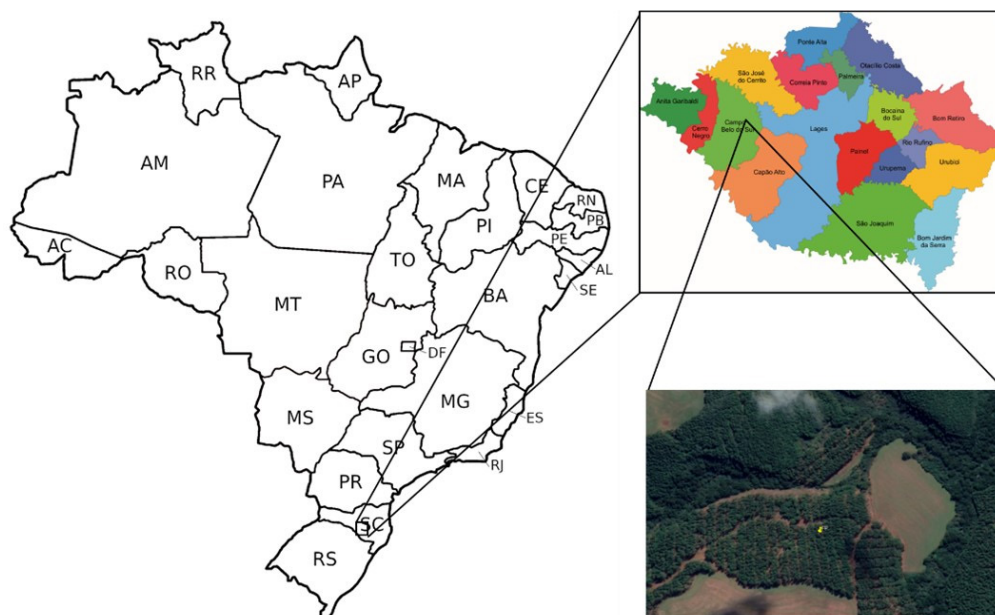 RR
AP
AM
PA
MA
CE
RN
PB
PI
PE
AL
SE
AC
RO
TO
BA
MT
GO
DF
MG
ES
MS
SP
RJ
PR
SC
RS
Ponte Alta
Otacílio Costa
São José
do Cerrito
Correia Pinto
Palmeira
Anita Garibaldi
Cerro
Negro
Campo
Belo do Sul
Lages
Bocaina
do Sul
Bom Retiro
Painel
Rio Rufino
Urupema
Urubici
Capão Alto
São Joaquim
Bom Jardim
da Serra